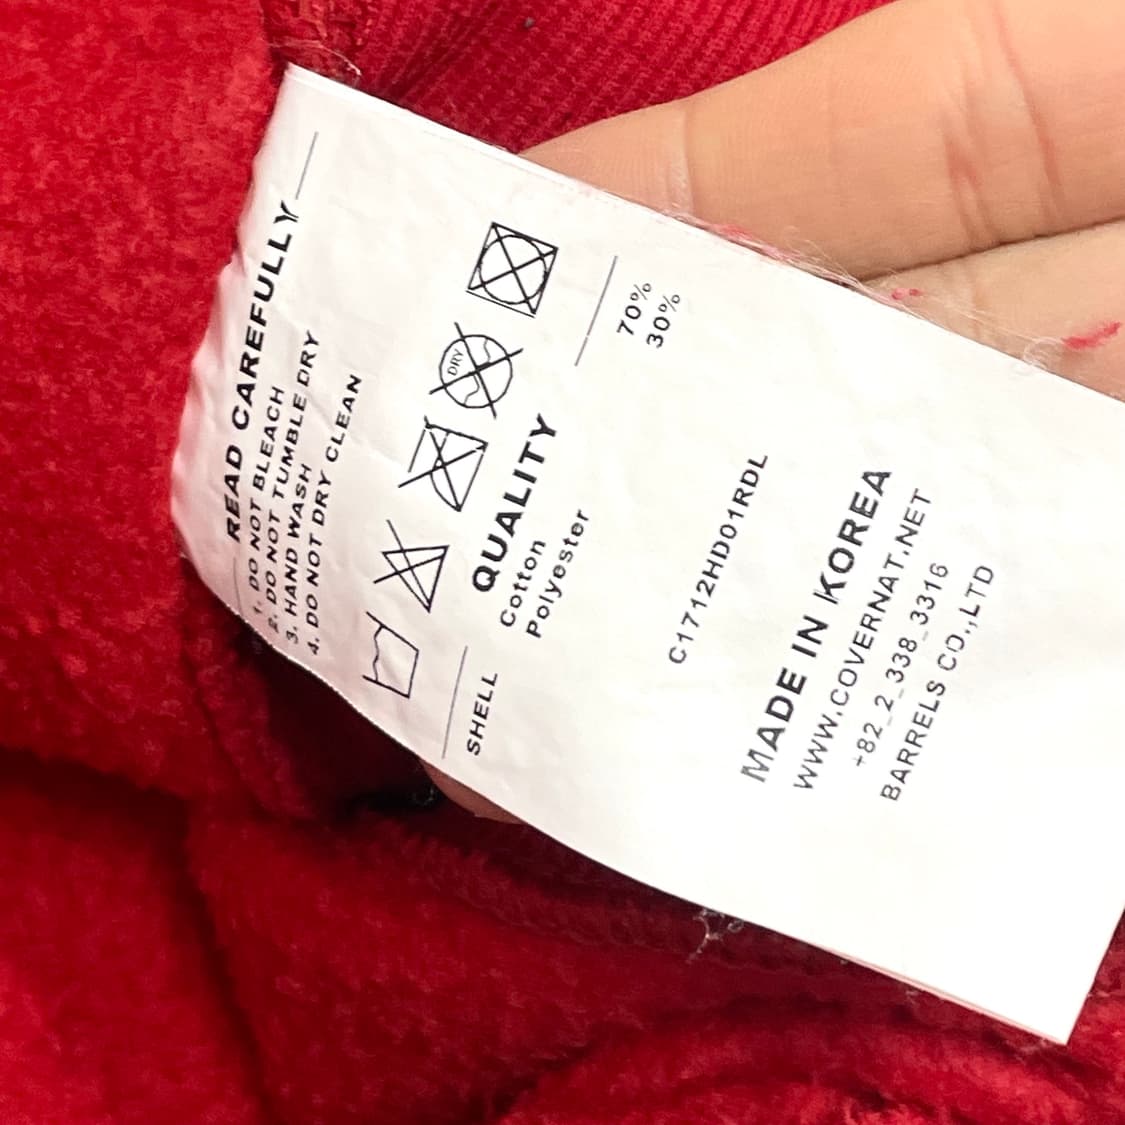 READ CAREFULLY
1. DO NOT BLEACH
2. DO NOT TUMBLE DRY
3. HAND WASH
4. DO NOT DRY CLEAN
DRY
QUALITY
SHELL Cotton 70%
Polyester 30%
C1712HD01RDL
MADE IN KOREA
WWW.COVERNAT.NET
+82_2_338_3316
BARRELS CO.,LTD